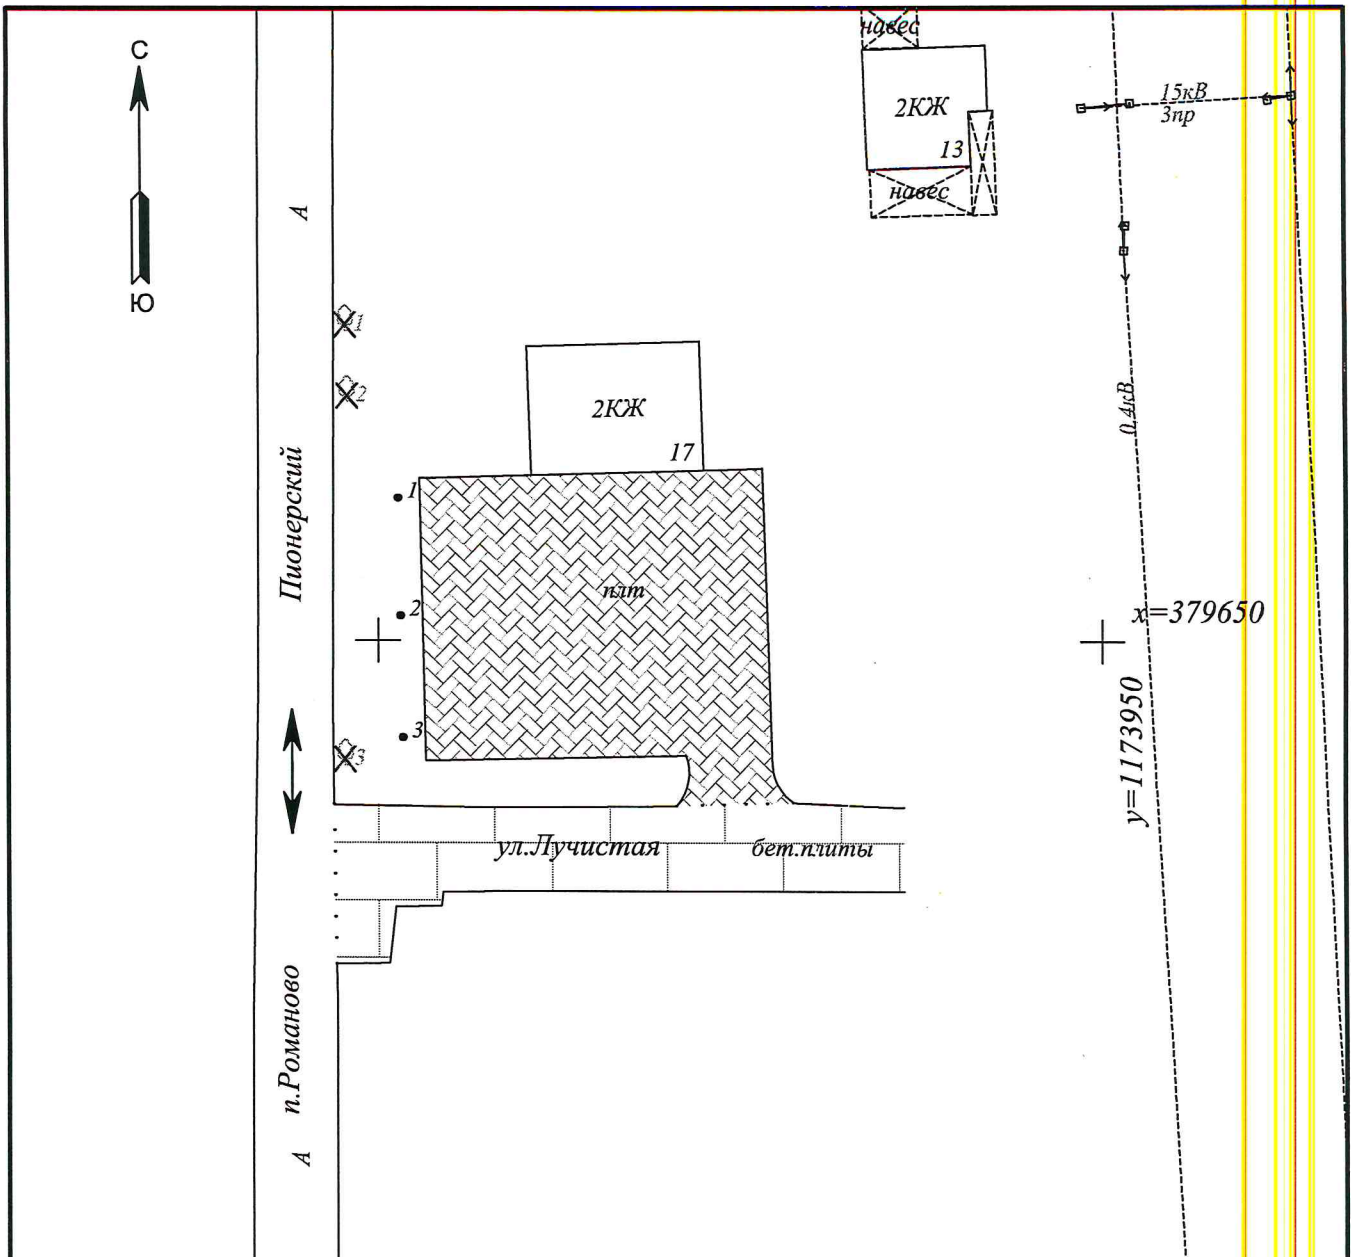 С
Ю
навес
2КЖ
13
навес
15кВ
3пр
А
1
2
2КЖ
17
0.4кВ
Пионерский
1
плт
2
x=379650
3
3
y=1173950
ул.Лучистая
бет.плиты
п.Романово
А